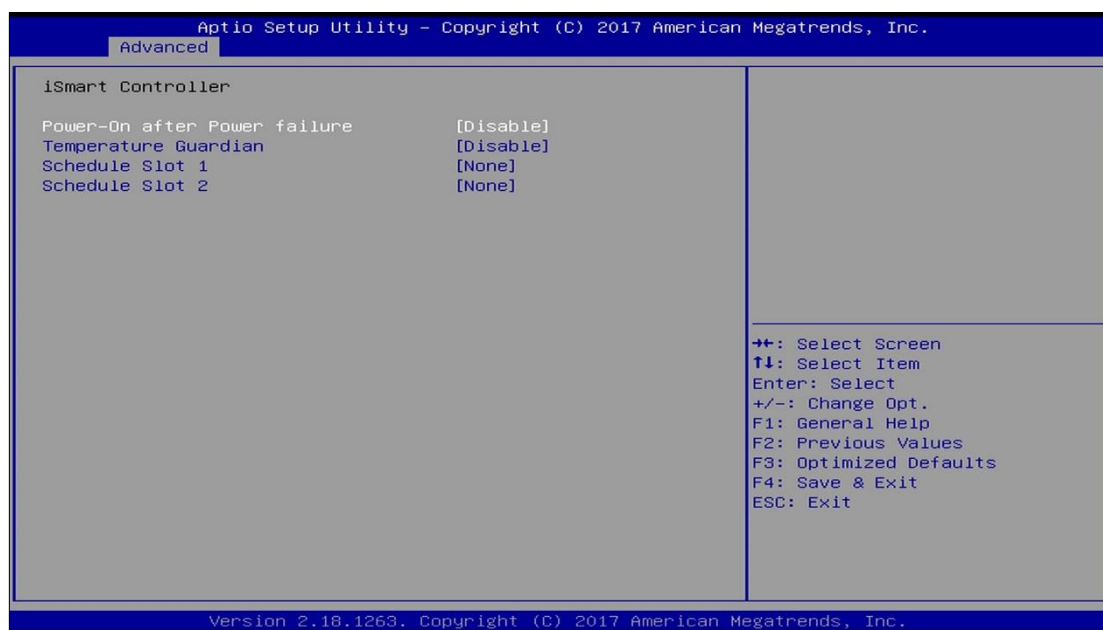 Aptio Setup Utility – Copyright (C) 2017 American Megatrends, Inc.
Advanced
iSmart Controller
Power-On after Power failure [Disable]
Temperature Guardian [Disable]
Schedule Slot 1 [None]
Schedule Slot 2 [None]
→←: Select Screen
↑↓: Select Item
Enter: Select
+/-: Change Opt.
F1: General Help
F2: Previous Values
F3: Optimized Defaults
F4: Save & Exit
ESC: Exit
Version 2.18.1263. Copyright (C) 2017 American Megatrends, Inc.